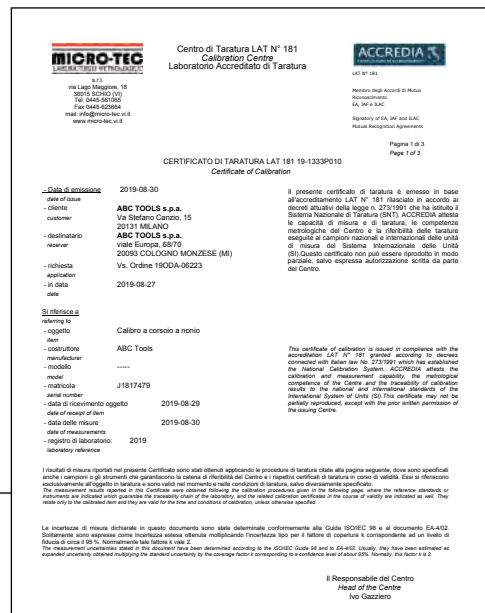 MICRO-TEC
LABORATORI METROLOGICI
s.r.l.
via Lago Maggiore, 18
36015 SCHIO (VI)
Tel. 0445-561065
Fax 0445-623664
mail: info@micro-tec.vi.it
www.micro-tec.vi.it
Centro di Taratura LAT N° 181
Calibration Centre
Laboratorio Accreditato di Taratura
ACCREDIA
LAT N° 181
Membro degli Accordi di Mutuo
Riconoscimento
EA, IAF e ILAC
Signatory of EA, IAF and ILAC
Mutual Recognition Agreements
Pagina 1 di 3
Page 1 of 3
CERTIFICATO DI TARATURA LAT 181 19-1333P010
Certificate of Calibration
- Data di emissione 2019-08-30
date of issue
- cliente ABC TOOLS s.p.a.
customer Va Stefano Canzio, 15
20131 MILANO
- destinatario ABC TOOLS s.p.a.
receiver viale Europa, 68/70
20093 COLOGNO MONZESE (MI)
- richiesta Vs. Ordine 19ODA-06223
application
- in data 2019-08-27
date
Si riferisce a
referring to
- oggetto Calibro a corsoio a nonio
item
- costruttore ABC Tools
manufacturer
- modello -----
model
- matricola J1817479
serial number
- data di ricevimento oggetto 2019-08-29
date of receipt of item
- data delle misure 2019-08-30
date of measurements
- registro di laboratorio: 2019
laboratory reference
Il presente certificato di taratura è emesso in base
all'accreditamento LAT N° 181 rilasciato in accordo ai
decreti attuativi della legge n. 273/1991 che ha istituito il
Sistema Nazionale di Taratura (SNT). ACCREDIA attesta
le capacità di misura e di taratura, le competenze
metrologiche del Centro e la riferibilità delle tarature
eseguite ai campioni nazionali e internazionali delle unità
di misura del Sistema Internazionale delle Unità
(SI).Questo certificato non può essere riprodotto in modo
parziale, salvo espressa autorizzazione scritta da parte
del Centro.
This certificate of calibration is issued in compliance with the
accreditation LAT N° 181 granted according to decrees
connected with Italian law No. 273/1991 which has established
the National Calibration System. ACCREDIA attests the
calibration and measurement capability, the metrological
competence of the Centre and the traceability of calibration
results to the national and international standards of the
International System of Units (SI).This certificate may not be
partially reproduced, except with the prior written permission of
the issuing Centre.
I risultati di misura riportati nel presente Certificato sono stati ottenuti applicando le procedure di taratura citate alla pagina seguente, dove sono specificati
anche i campioni o gli strumenti che garantiscono la catena di riferibilità del Centro e i rispettivi certificati di taratura in corso di validità. Essi si riferiscono
esclusivamente all'oggetto in taratura e sono validi nel momento e nelle condizioni di taratura, salvo diversamente specificato.
The measurement results reported in this Certificate were obtained following the calibration procedures given in the following page, where the reference standards or
instruments are indicated which guarantee the traceability chain of the laboratory, and the related calibration certificates in the course of validity are indicated as well. They
relate only to the calibrated item and they are valid for the time and conditions of calibration, unless otherwise specified.
Le incertezze di misura dichiarate in questo documento sono state determinate conformemente alla Guida ISO/IEC 98 e al documento EA-4/02.
Solitamente sono espresse come incertezza estesa ottenuta moltiplicando l'incertezza tipo per il fattore di copertura k corrispondente ad un livello di
fiducia di circa il 95 %. Normalmente tale fattore k vale 2.
The measurement uncertainties stated in this document have been determined according to the ISO/IEC Guide 98 and to EA-4/02. Usually, they have been estimated as
expanded uncertainty obtained multiplying the standard uncertainty by the coverage factor k corresponding to a confidence level of about 95%. Normally, this factor k is 2.
Il Responsabile del Centro
Head of the Centre
Ivo Gazziero